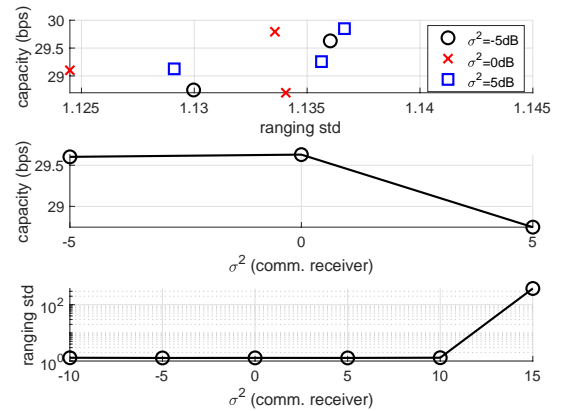 30
29.5
29
capacity (bps)
σ²=-5dB
σ²=0dB
σ²=5dB
1.125 1.13 1.135 1.14 1.145
ranging std
29.5
29
capacity (bps)
-5 0 5
σ² (comm. receiver)
10²
10⁰
ranging std
-10 -5 0 5 10 15
σ² (comm. receiver)